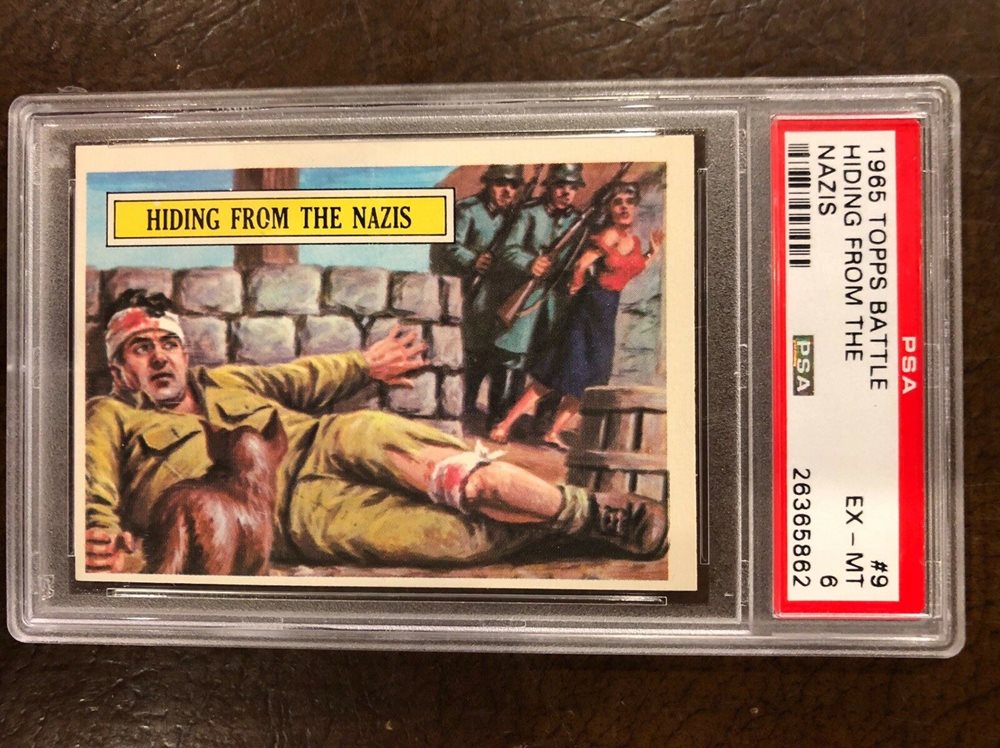 HIDING FROM THE NAZIS
PSA
1965 TOPPS BATTLE #9
HIDING FROM THE EX-MT
NAZIS 6
PSA 26365862